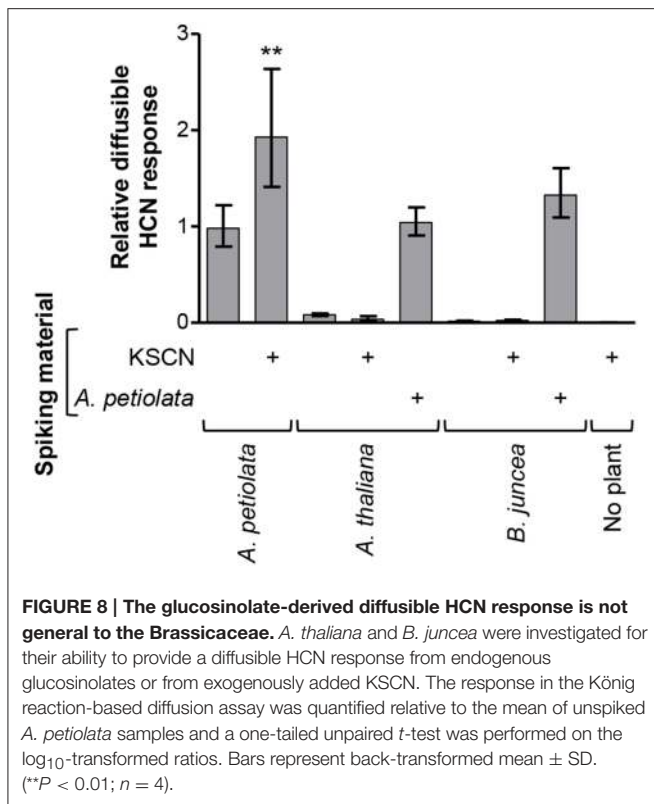 3
**
2
1
0
Relative diffusible
HCN response
Spiking material
KSCN + + + +
A. petiolata + +
A. petiolata
A. thaliana
B. juncea
No plant
FIGURE 8 | The glucosinolate-derived diffusible HCN response is not
general to the Brassicaceae. A. thaliana and B. juncea were investigated for
their ability to provide a diffusible HCN response from endogenous
glucosinolates or from exogenously added KSCN. The response in the König
reaction-based diffusion assay was quantified relative to the mean of unspiked
A. petiolata samples and a one-tailed unpaired t-test was performed on the
log₁₀-transformed ratios. Bars represent back-transformed mean ± SD.
(**P < 0.01; n = 4).